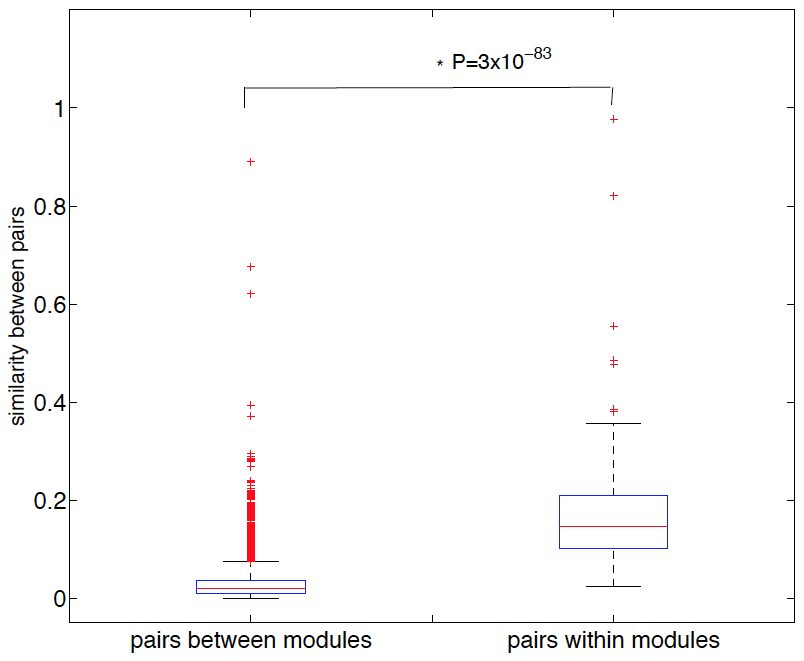 * P=3x10⁻⁸³
1
0.8
0.6
0.4
0.2
0
similarity between pairs
pairs between modules
pairs within modules